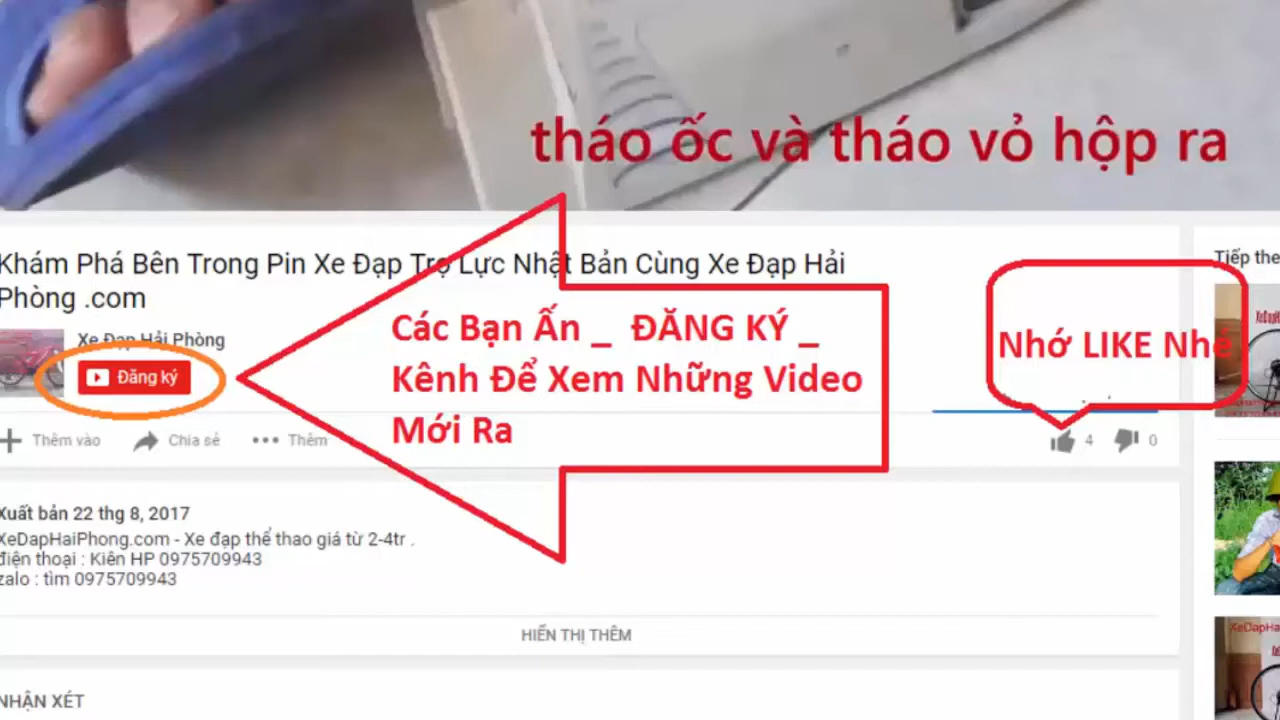 tháo ốc và tháo vỏ hộp ra
Khám Phá Bên Trong Pin Xe Đạp Trợ Lực Nhật Bản Cùng Xe Đạp Hải
Phòng .com
Tiếp the
Xe Đạp Hải Phòng
Đăng ký
Các Bạn Ấn _ ĐĂNG KÝ _
Kênh Để Xem Những Video
Mới Ra
Nhớ LIKE Nhé
Thêm vào
Chia sẻ
Thêm
4
0
Xuất bản 22 thg 8, 2017
XeDapHaiPhong.com - Xe đạp thể thao giá từ 2-4tr .
điện thoại : Kiên HP 0975709943
zalo : tìm 0975709943
HIỂN THỊ THÊM
NHẬN XÉT